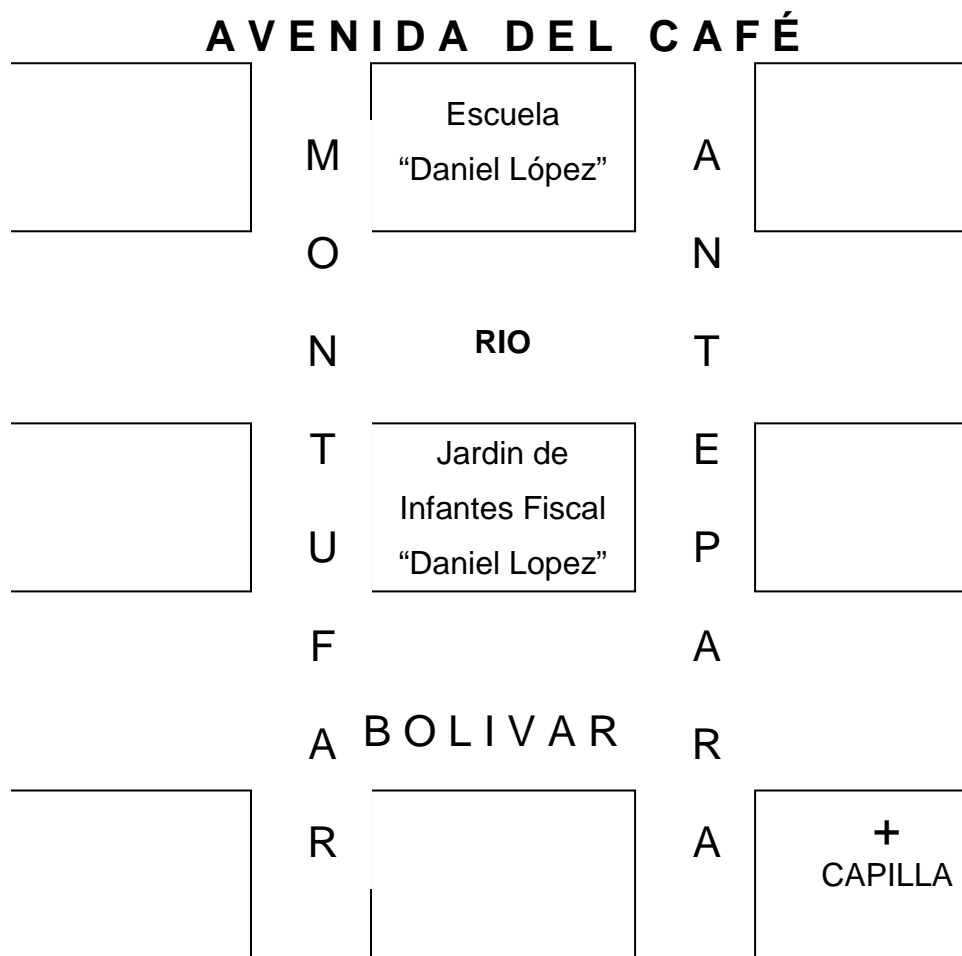 AVENIDA DEL CAFÉ
Escuela
“Daniel López”
MONTUFAR
ANTEPARA
RIO
Jardin de
Infantes Fiscal
“Daniel Lopez”
BOLIVAR
+
CAPILLA